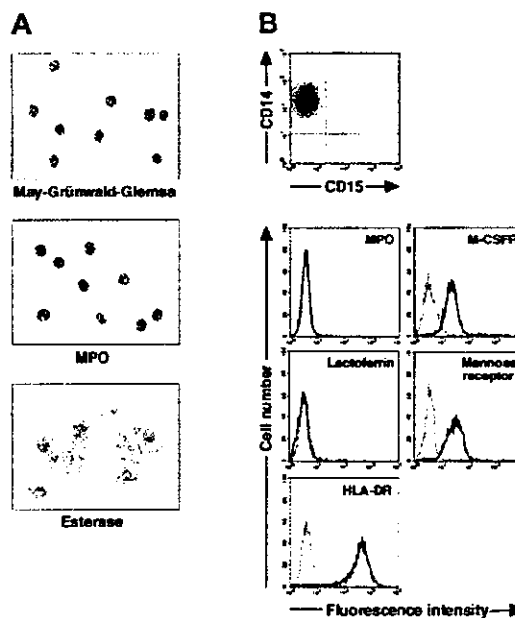 A
May-Grünwald-Giemsa
MPO
Esterase
B
CD14
CD15
Cell number
MPO
M-CSFR
Lactoferrin
Mannose
receptor
HLA-DR
Fluorescence intensity